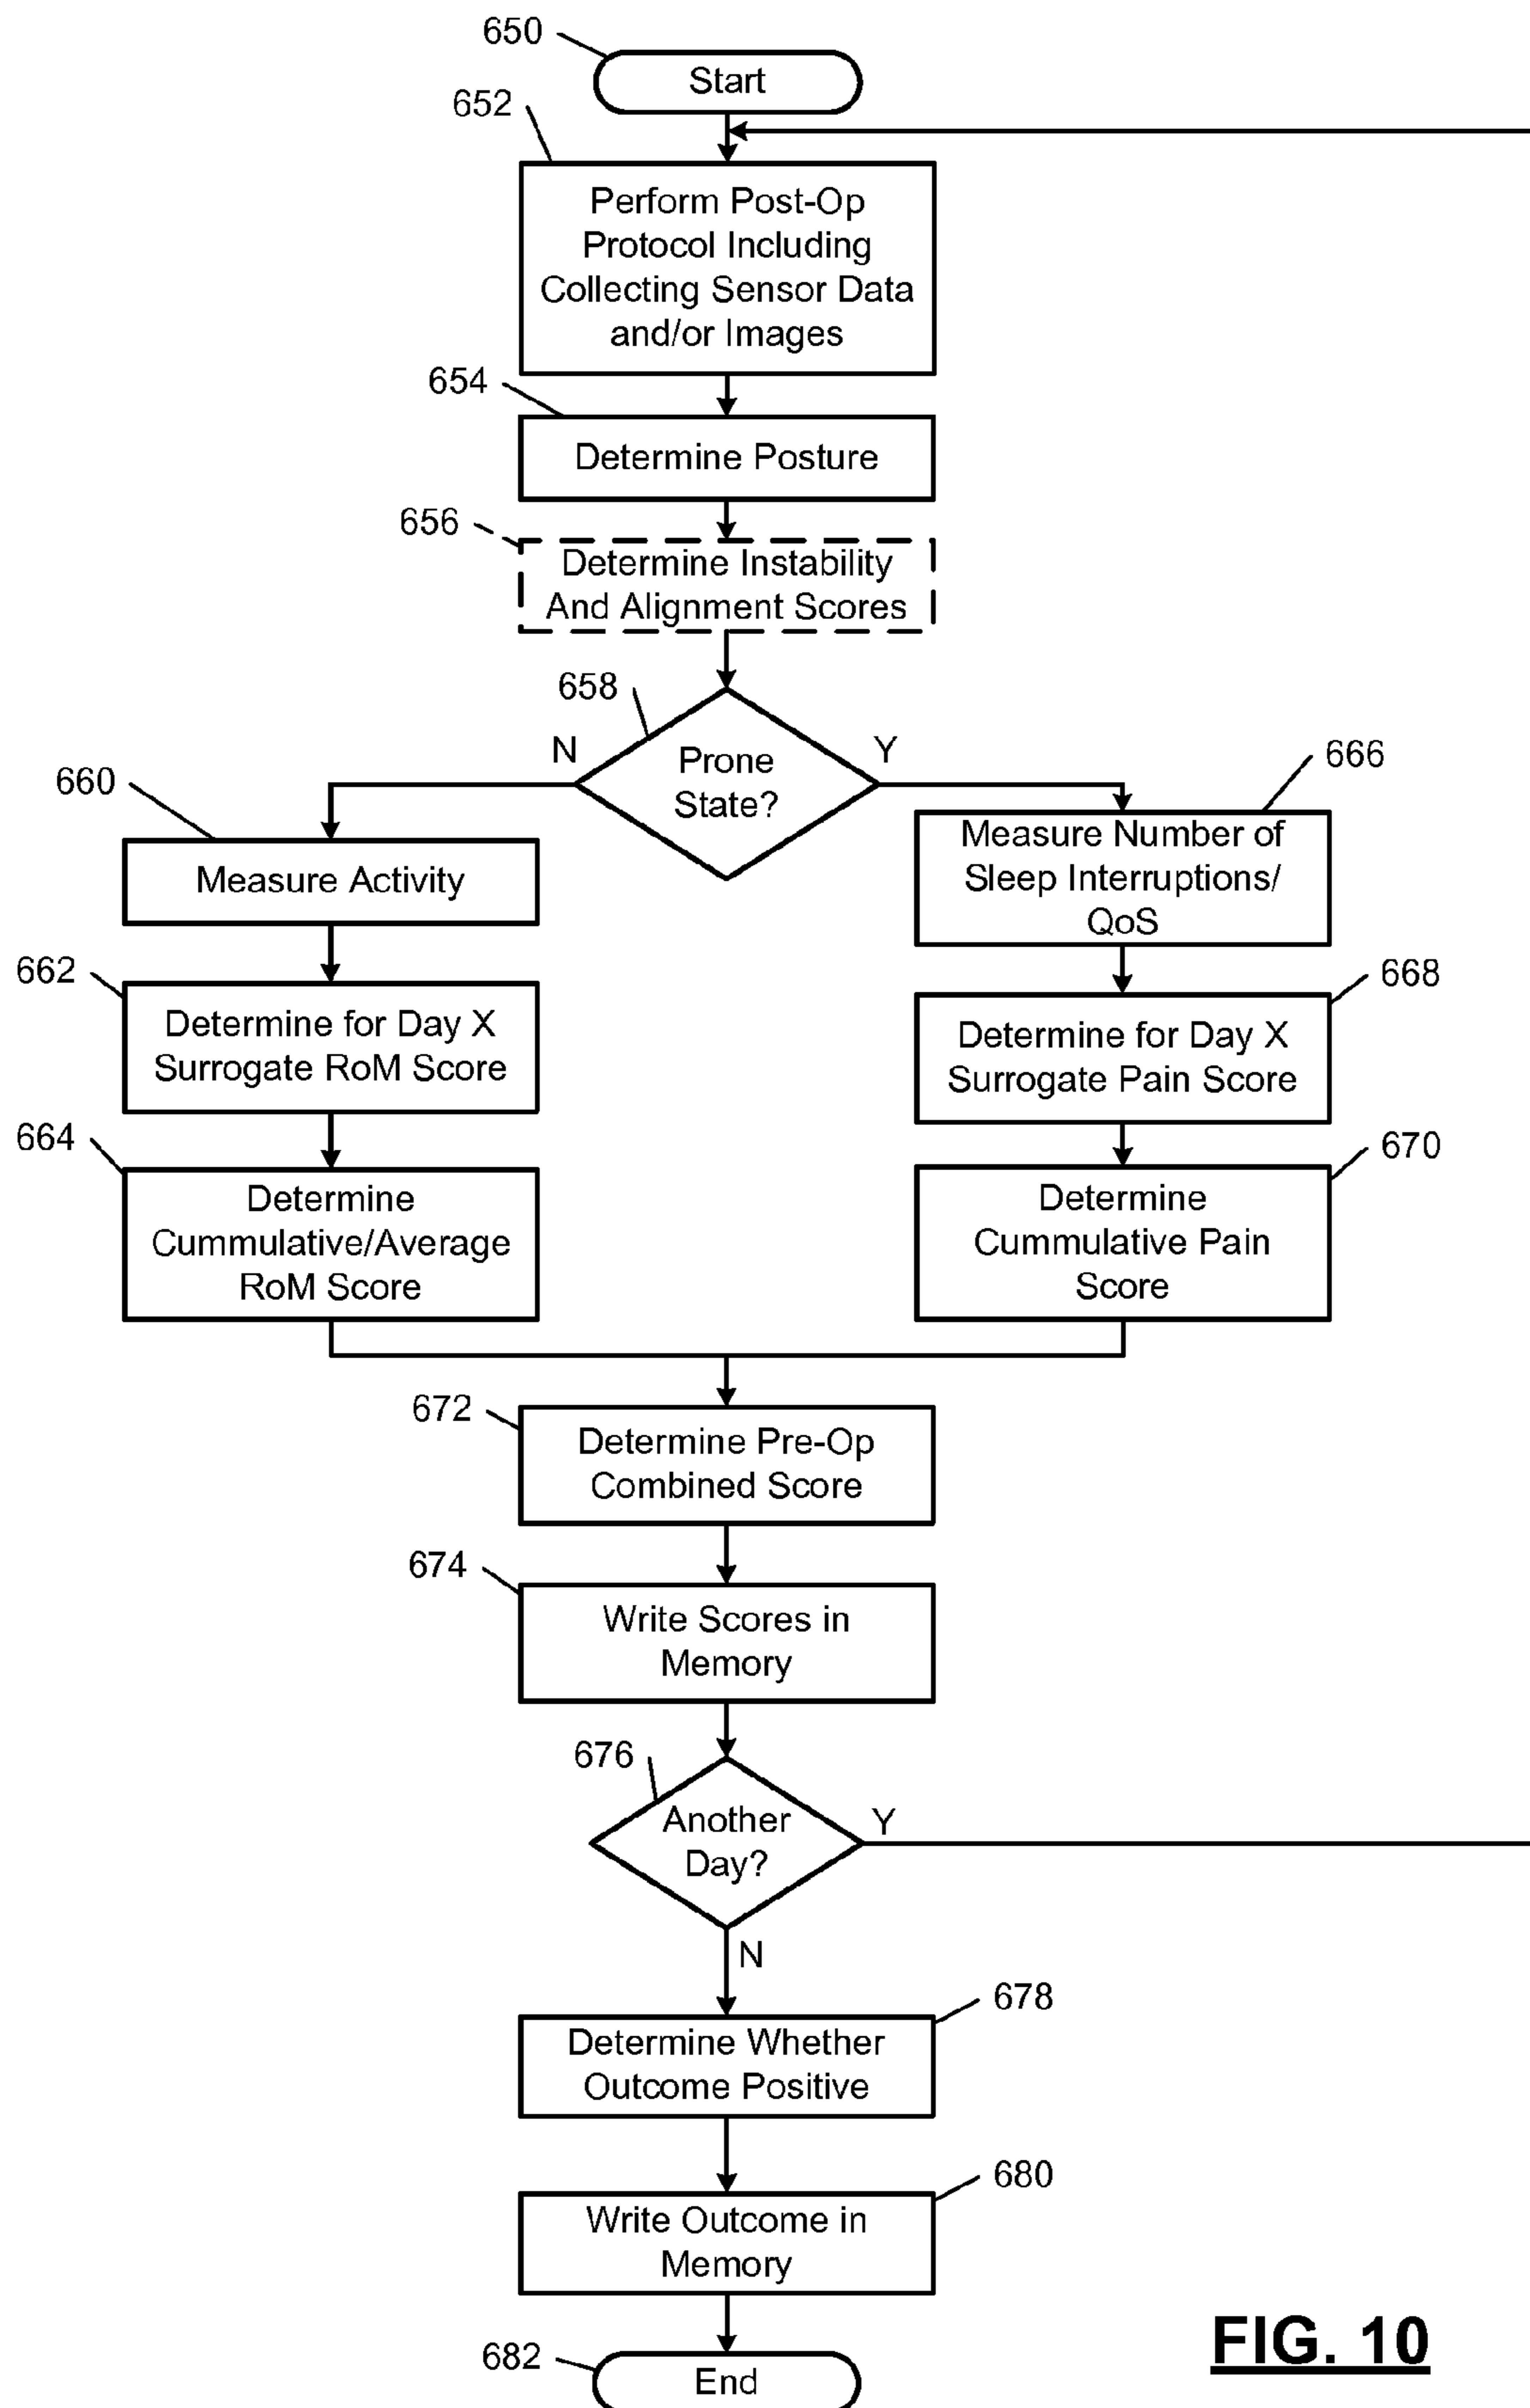 650
Start
652
Perform Post-Op
Protocol Including
Collecting Sensor Data
and/or Images
654
Determine Posture
656
Determine Instability
And Alignment Scores
658
N
Prone
State?
Y
660
Measure Activity
666
Measure Number of
Sleep Interruptions/
QoS
662
Determine for Day X
Surrogate RoM Score
668
Determine for Day X
Surrogate Pain Score
664
Determine
Cummulative/Average
RoM Score
670
Determine
Cummulative Pain
Score
672
Determine Pre-Op
Combined Score
674
Write Scores in
Memory
676
Another
Day?
Y
N
678
Determine Whether
Outcome Positive
680
Write Outcome in
Memory
682
End
FIG. 10